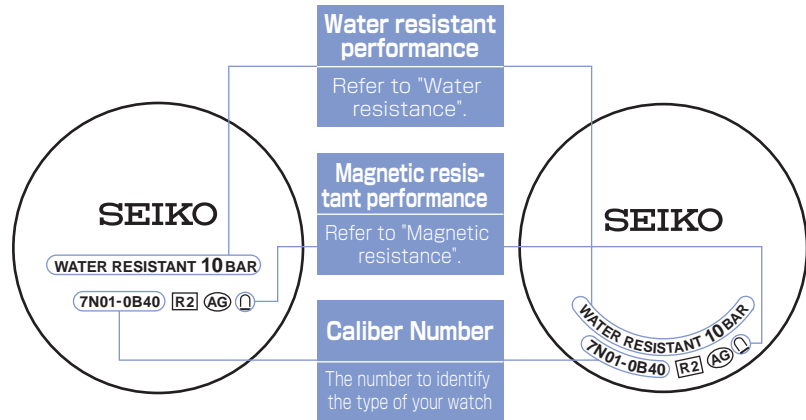 Water resistant
performance
Refer to "Water
resistance".
Magnetic resis-
tant performance
Refer to "Magnetic
resistance".
Caliber Number
The number to identify
the type of your watch
SEIKO
WATER RESISTANT 10 BAR
7N01-0B40 R2 AG
SEIKO
WATER RESISTANT 10 BAR
7N01-0B40 R2 AG